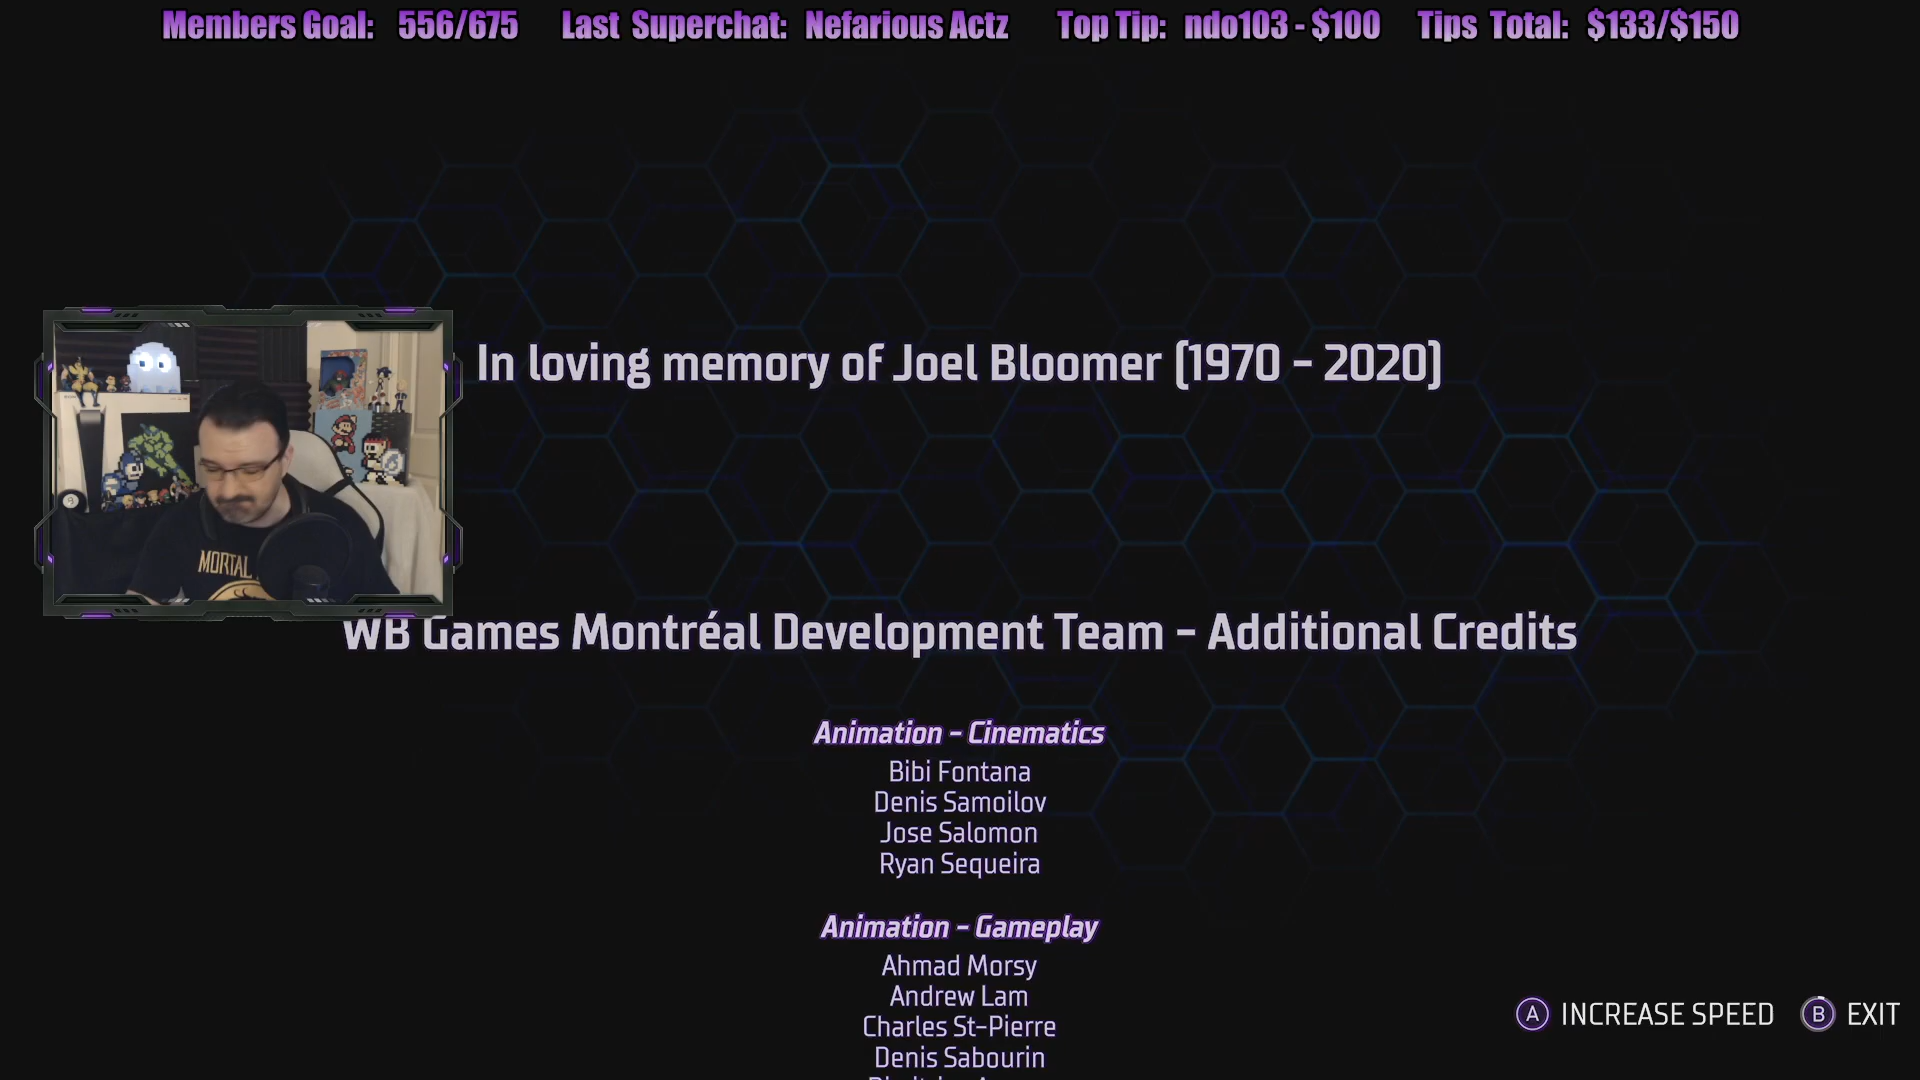 Members Goal: 556/675 Last Superchat: Nefarious Actz Top Tip: ndo103 - $100 Tips Total: $133/$150
In loving memory of Joel Bloomer (1970 - 2020)
MORTAL
WB Games Montréal Development Team - Additional Credits
Animation - Cinematics
Bibi Fontana
Denis Samoilov
Jose Salomon
Ryan Sequeira
Animation - Gameplay
Ahmad Morsy
Andrew Lam
Charles St-Pierre
Denis Sabourin
A INCREASE SPEED B EXIT